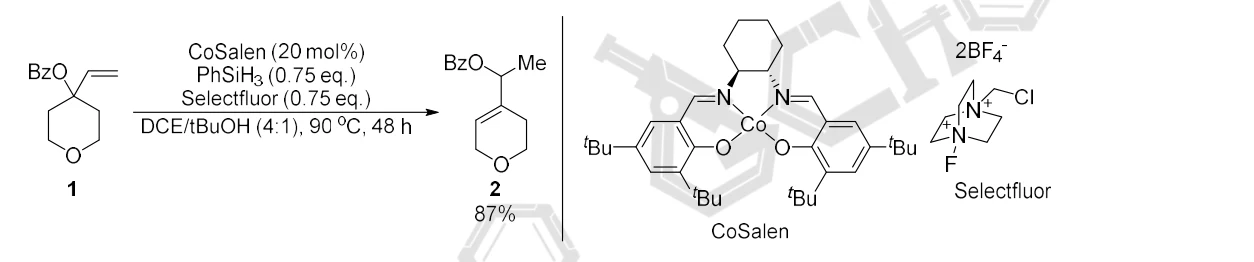 BzO
O
1
CoSalen (20 mol%)
PhSiH3 (0.75 eq.)
Selectfluor (0.75 eq.)
DCE/tBuOH (4:1), 90 ºC, 48 h
BzO
Me
O
2
87%
N
N
Co
O
O
tBu
tBu
tBu
tBu
CoSalen
2BF4-
N+
Cl
+N
F
Selectfluor